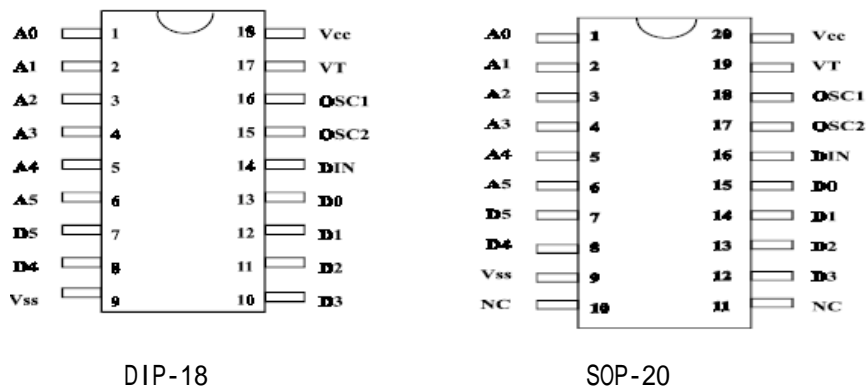 A0 1 18 Vcc A0 1 20 Vcc
A1 2 17 VT A1 2 19 VT
A2 3 16 OSC1 A2 3 18 OSC1
A3 4 15 OSC2 A3 4 17 OSC2
A4 5 14 DIN A4 5 16 DIN
A5 6 13 D0 A5 6 15 D0
D5 7 12 D1 D5 7 14 D1
D4 8 11 D2 D4 8 13 D2
Vss 9 10 D3 Vss 9 12 D3
NC 10 11 NC
DIP-18 SOP-20